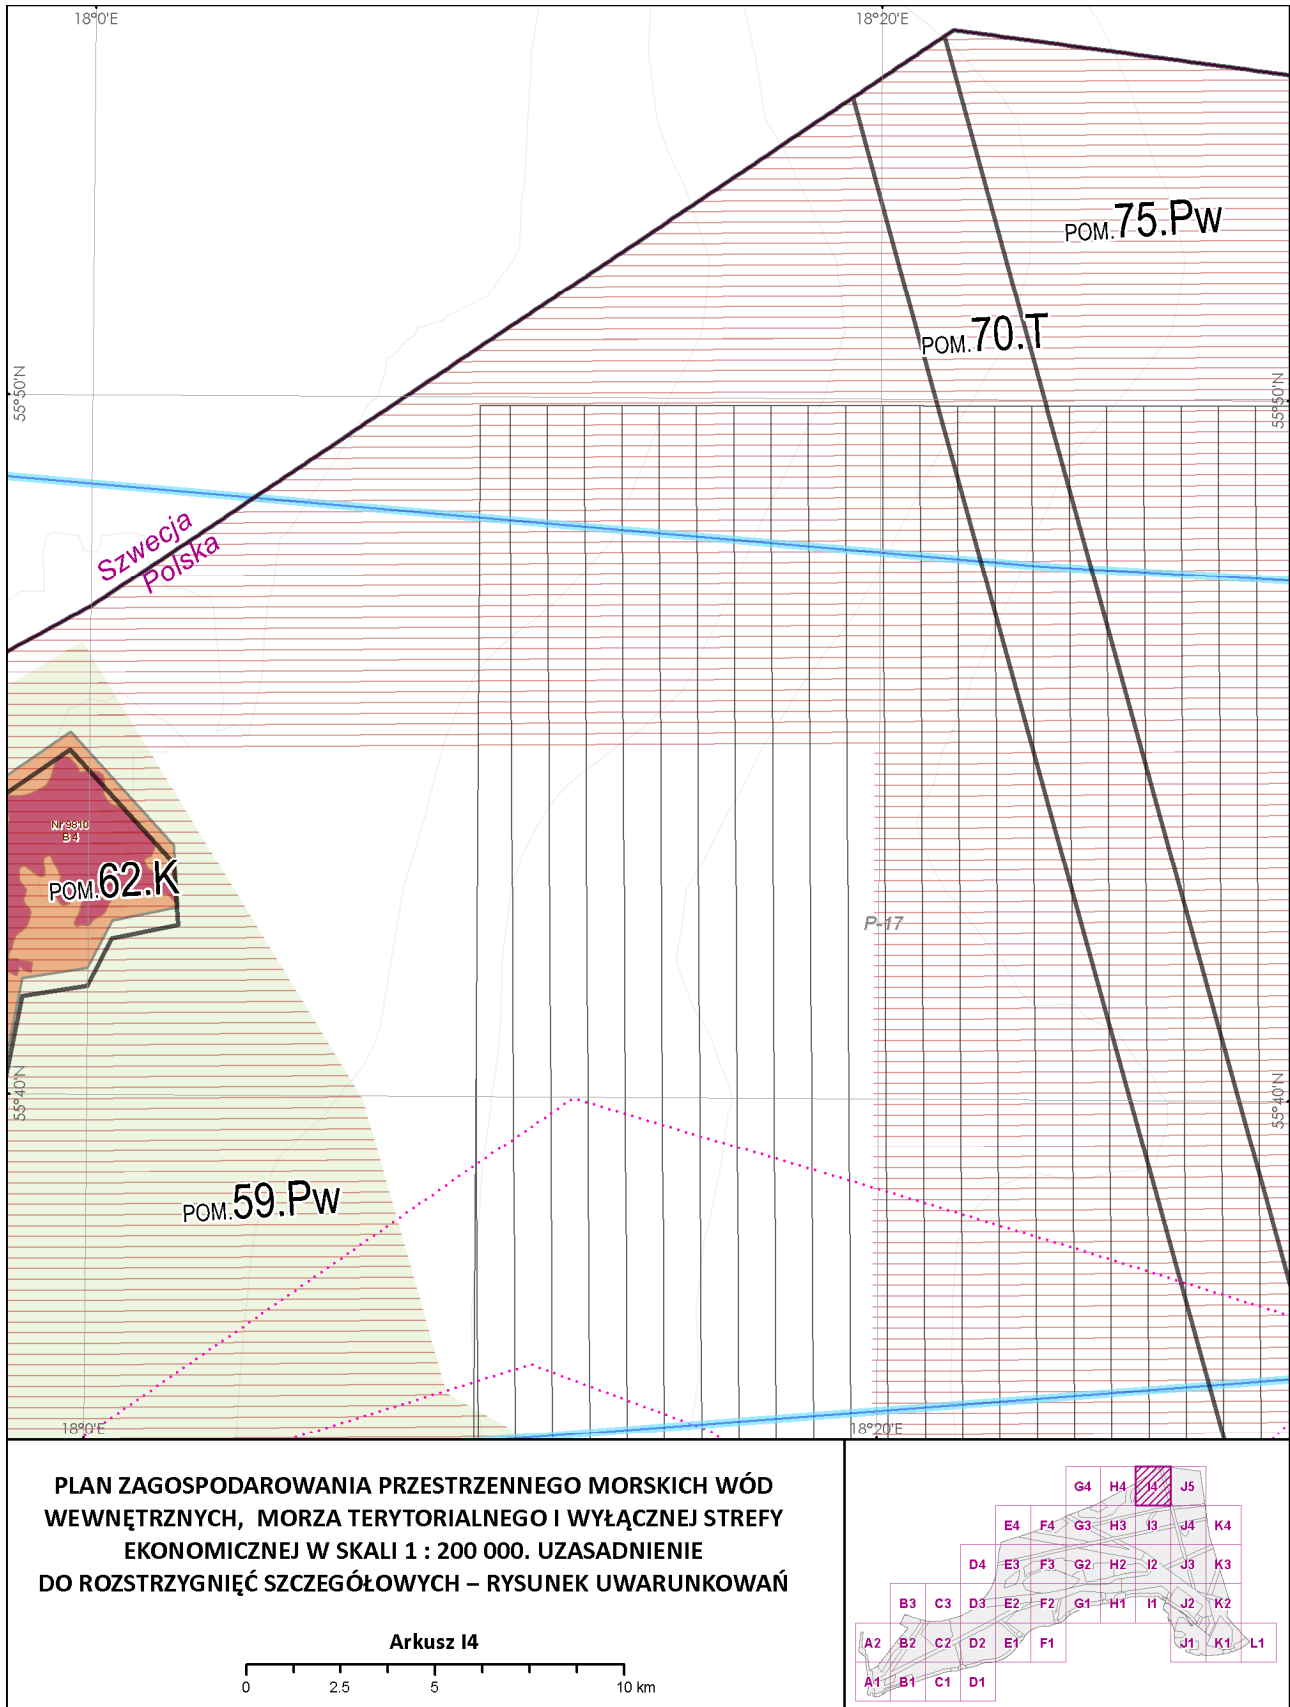 18°0'E
18°20'E
POM.75.Pw
POM.70.T
55°50'N
55°50'N
Szwecja
Polska
Nr 9810
B 4
POM.62.K
P-17
55°40'N
55°40'N
POM.59.Pw
18°0'E
18°20'E
PLAN ZAGOSPODAROWANIA PRZESTRZENNEGO MORSKICH WÓD
WEWNĘTRZNYCH, MORZA TERYTORIALNEGO I WYŁĄCZNEJ STREFY
EKONOMICZNEJ W SKALI 1 : 200 000. UZASADNIENIE
DO ROZSTRZYGNIĘĆ SZCZEGÓŁOWYCH – RYSUNEK UWARUNKOWAŃ
Arkusz I4
0 2.5 5 10 km
G4 H4 I4 J5
E4 F4 G3 H3 I3 J4 K4
D4 E3 F3 G2 H2 I2 J3 K3
B3 C3 D3 E2 F2 G1 H1 I1 J2 K2
A2 B2 C2 D2 E1 F1 J1 K1 L1
A1 B1 C1 D1